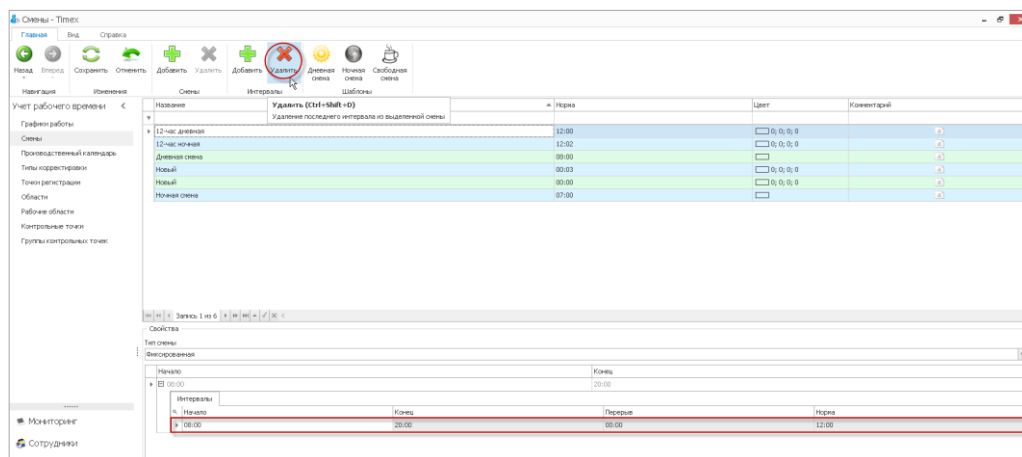 Смены - Timex
Главная Вид Справка
Назад Вперед Сохранить Отменить Добавить Удалить Добавить Удалить Дневная смена Ночная смена Свободная смена
Навигация Изменения Смены Интервалы Шаблоны
Учет рабочего времени
Графики работы
Смены
Производственный календарь
Типы корректировки
Точки регистрации
Области
Рабочие области
Контрольные точки
Группы контрольных точек
Мониторинг
Сотрудники
Удалить (Ctrl+Shift+D)
Удаление последнего интервала из выделенной смены
Название Норма Цвет Комментарий
12-час дневная 12:00 0; 0; 0; 0
12-час ночная 12:02 0; 0; 0; 0
Дневная смена 08:00
Новый 00:03 0; 0; 0; 0
Новый 00:00 0; 0; 0; 0
Ночная смена 07:00
Запись 1 из 6
Свойства
Тип смены
Фиксированная
Начало Конец
08:00 20:00
Интервалы
Начало Конец Перерыв Норма
08:00 20:00 00:00 12:00